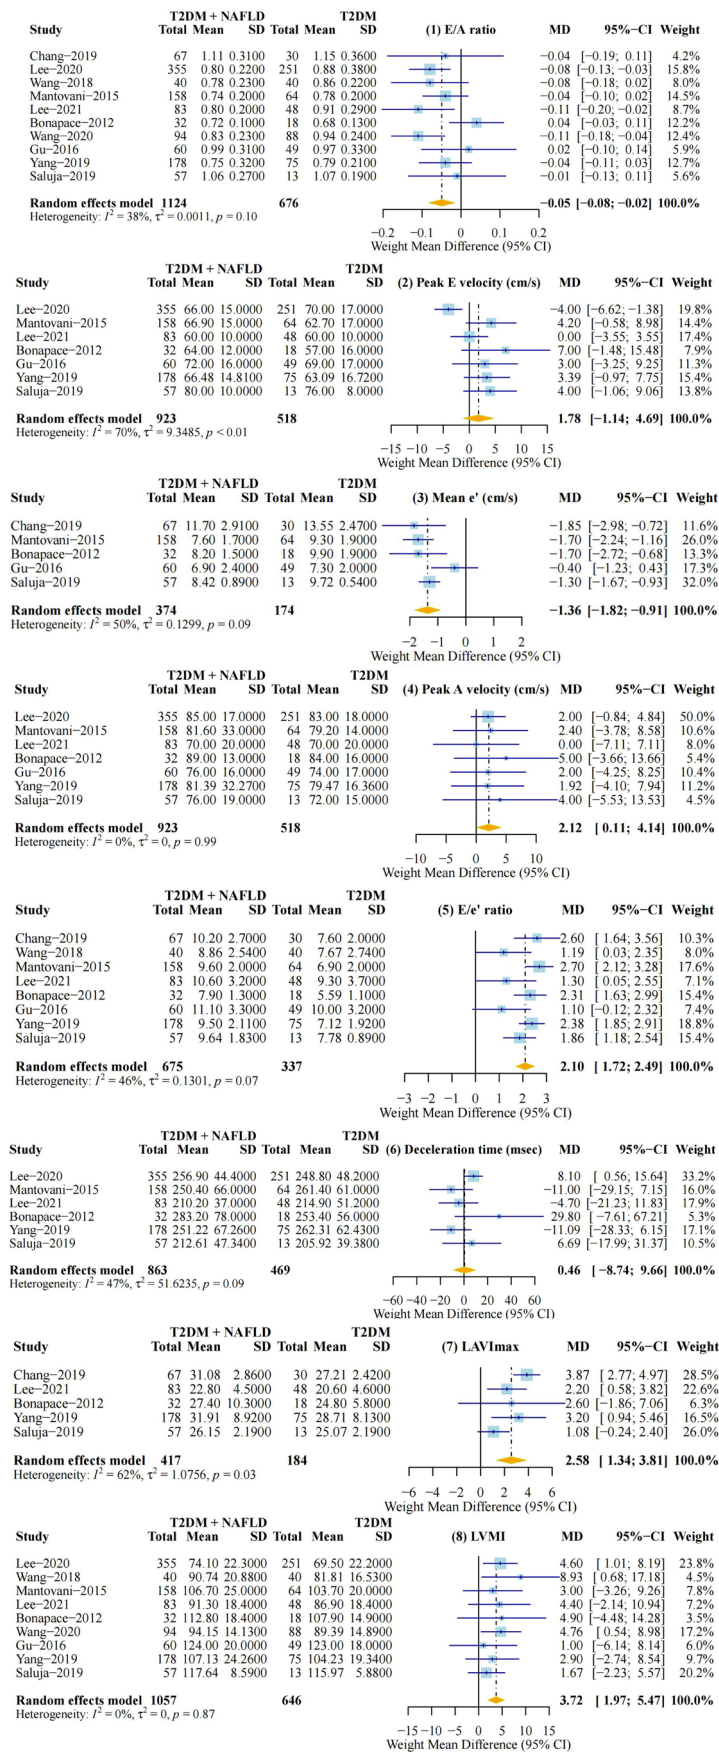 T2DM + NAFLD T2DM
Study Total Mean SD Total Mean SD (1) E/A ratio MD 95%−CI Weight
Chang−2019 67 1.11 0.3100 30 1.15 0.3600 −0.04 [−0.19; 0.11] 4.2%
Lee−2020 355 0.80 0.2200 251 0.88 0.3800 −0.08 [−0.13; −0.03] 15.8%
Wang−2018 40 0.78 0.2300 40 0.86 0.2200 −0.08 [−0.18; 0.02] 8.0%
Mantovani−2015 158 0.74 0.2000 64 0.78 0.2000 −0.04 [−0.10; 0.02] 14.5%
Lee−2021 83 0.80 0.2000 48 0.91 0.2900 −0.11 [−0.20; −0.02] 8.7%
Bonapace−2012 32 0.72 0.1000 18 0.68 0.1300 0.04 [−0.03; 0.11] 12.2%
Wang−2020 94 0.83 0.2300 88 0.94 0.2400 −0.11 [−0.18; −0.04] 12.4%
Gu−2016 60 0.99 0.3100 49 0.97 0.3300 0.02 [−0.10; 0.14] 5.9%
Yang−2019 178 0.75 0.3200 75 0.79 0.2100 −0.04 [−0.11; 0.03] 12.7%
Saluja−2019 57 1.06 0.2700 13 1.07 0.1900 −0.01 [−0.13; 0.11] 5.6%
Random effects model 1124 676 −0.05 [−0.08; −0.02] 100.0%
Heterogeneity: I² = 38%, τ² = 0.0011, p = 0.10
−0.2 −0.1 0 0.1 0.2
Weight Mean Difference (95% CI)
T2DM + NAFLD T2DM
Study Total Mean SD Total Mean SD (2) Peak E velocity (cm/s) MD 95%−CI Weight
Lee−2020 355 66.00 15.0000 251 70.00 17.0000 −4.00 [−6.62; −1.38] 19.8%
Mantovani−2015 158 66.90 15.0000 64 62.70 17.0000 4.20 [−0.58; 8.98] 14.4%
Lee−2021 83 60.00 10.0000 48 60.00 10.0000 0.00 [−3.55; 3.55] 17.4%
Bonapace−2012 32 64.00 12.0000 18 57.00 16.0000 7.00 [−1.48; 15.48] 7.9%
Gu−2016 60 72.00 16.0000 49 69.00 17.0000 3.00 [−3.25; 9.25] 11.3%
Yang−2019 178 66.48 14.8100 75 63.09 16.7200 3.39 [−0.97; 7.75] 15.4%
Saluja−2019 57 80.00 10.0000 13 76.00 8.0000 4.00 [−1.06; 9.06] 13.8%
Random effects model 923 518 1.78 [−1.14; 4.69] 100.0%
Heterogeneity: I² = 70%, τ² = 9.3485, p < 0.01
−15 −10 −5 0 5 10 15
Weight Mean Difference (95% CI)
T2DM + NAFLD T2DM
Study Total Mean SD Total Mean SD (3) Mean e' (cm/s) MD 95%−CI Weight
Chang−2019 67 11.70 2.9100 30 13.55 2.4700 −1.85 [−2.98; −0.72] 11.6%
Mantovani−2015 158 7.60 1.7000 64 9.30 1.9000 −1.70 [−2.24; −1.16] 26.0%
Bonapace−2012 32 8.20 1.5000 18 9.90 1.9000 −1.70 [−2.72; −0.68] 13.3%
Gu−2016 60 6.90 2.4000 49 7.30 2.0000 −0.40 [−1.23; 0.43] 17.3%
Saluja−2019 57 8.42 0.8900 13 9.72 0.5400 −1.30 [−1.67; −0.93] 32.0%
Random effects model 374 174 −1.36 [−1.82; −0.91] 100.0%
Heterogeneity: I² = 50%, τ² = 0.1299, p = 0.09
−2 −1 0 1 2
Weight Mean Difference (95% CI)
T2DM + NAFLD T2DM
Study Total Mean SD Total Mean SD (4) Peak A velocity (cm/s) MD 95%−CI Weight
Lee−2020 355 85.00 17.0000 251 83.00 18.0000 2.00 [−0.84; 4.84] 50.0%
Mantovani−2015 158 81.60 33.0000 64 79.20 14.0000 2.40 [−3.78; 8.58] 10.6%
Lee−2021 83 70.00 20.0000 48 70.00 20.0000 0.00 [−7.11; 7.11] 8.0%
Bonapace−2012 32 89.00 13.0000 18 84.00 16.0000 5.00 [−3.66; 13.66] 5.4%
Gu−2016 60 76.00 16.0000 49 74.00 17.0000 2.00 [−4.25; 8.25] 10.4%
Yang−2019 178 81.39 32.2700 75 79.47 16.3600 1.92 [−4.10; 7.94] 11.2%
Saluja−2019 57 76.00 19.0000 13 72.00 15.0000 4.00 [−5.53; 13.53] 4.5%
Random effects model 923 518 2.12 [ 0.11; 4.14] 100.0%
Heterogeneity: I² = 0%, τ² = 0, p = 0.99
−10 −5 0 5 10
Weight Mean Difference (95% CI)
T2DM + NAFLD T2DM
Study Total Mean SD Total Mean SD (5) E/e' ratio MD 95%−CI Weight
Chang−2019 67 10.20 2.7000 30 7.60 2.0000 2.60 [ 1.64; 3.56] 10.3%
Wang−2018 40 8.86 2.5400 40 7.67 2.7400 1.19 [ 0.03; 2.35] 8.0%
Mantovani−2015 158 9.60 2.0000 64 6.90 2.0000 2.70 [ 2.12; 3.28] 17.6%
Lee−2021 83 10.60 3.2000 48 9.30 3.7000 1.30 [ 0.05; 2.55] 7.1%
Bonapace−2012 32 7.90 1.3000 18 5.59 1.1000 2.31 [ 1.63; 2.99] 15.4%
Gu−2016 60 11.10 3.3000 49 10.00 3.2000 1.10 [−0.12; 2.32] 7.4%
Yang−2019 178 9.50 2.1100 75 7.12 1.9200 2.38 [ 1.85; 2.91] 18.8%
Saluja−2019 57 9.64 1.8300 13 7.78 0.8900 1.86 [ 1.18; 2.54] 15.4%
Random effects model 675 337 2.10 [ 1.72; 2.49] 100.0%
Heterogeneity: I² = 46%, τ² = 0.1301, p = 0.07
−3 −2 −1 0 1 2 3
Weight Mean Difference (95% CI)
T2DM + NAFLD T2DM
Study Total Mean SD Total Mean SD (6) Deceleration time (msec) MD 95%−CI Weight
Lee−2020 355 256.90 44.4000 251 248.80 48.2000 8.10 [ 0.56; 15.64] 33.2%
Mantovani−2015 158 250.40 66.0000 64 261.40 61.0000 −11.00 [−29.15; 7.15] 16.0%
Lee−2021 83 210.20 37.0000 48 214.90 51.2000 −4.70 [−21.23; 11.83] 17.9%
Bonapace−2012 32 283.20 78.0000 18 253.40 56.0000 29.80 [ −7.61; 67.21] 5.3%
Yang−2019 178 251.22 67.2600 75 262.31 62.4300 −11.09 [−28.33; 6.15] 17.1%
Saluja−2019 57 212.61 47.3400 13 205.92 39.3800 6.69 [−17.99; 31.37] 10.5%
Random effects model 863 469 0.46 [ −8.74; 9.66] 100.0%
Heterogeneity: I² = 47%, τ² = 51.6235, p = 0.09
−60 −40 −20 0 20 40 60
Weight Mean Difference (95% CI)
T2DM + NAFLD T2DM
Study Total Mean SD Total Mean SD (7) LAVImax MD 95%−CI Weight
Chang−2019 67 31.08 2.8600 30 27.21 2.4200 3.87 [ 2.77; 4.97] 28.5%
Lee−2021 83 22.80 4.5000 48 20.60 4.6000 2.20 [ 0.58; 3.82] 22.6%
Bonapace−2012 32 27.40 10.3000 18 24.80 5.8000 2.60 [ −1.86; 7.06] 6.3%
Yang−2019 178 31.91 8.9200 75 28.71 8.1300 3.20 [ 0.94; 5.46] 16.5%
Saluja−2019 57 26.15 2.1900 13 25.07 2.1900 1.08 [ −0.24; 2.40] 26.0%
Random effects model 417 184 2.58 [ 1.34; 3.81] 100.0%
Heterogeneity: I² = 62%, τ² = 1.0756, p = 0.03
−6 −4 −2 0 2 4 6
Weight Mean Difference (95% CI)
T2DM + NAFLD T2DM
Study Total Mean SD Total Mean SD (8) LVMI MD 95%−CI Weight
Lee−2020 355 74.10 22.3000 251 69.50 22.2000 4.60 [ 1.01; 8.19] 23.8%
Wang−2018 40 90.74 20.8800 40 81.81 16.5300 8.93 [ 0.68; 17.18] 4.5%
Mantovani−2015 158 106.70 25.0000 64 103.70 20.0000 3.00 [ −3.26; 9.26] 7.8%
Lee−2021 83 91.30 18.4000 48 86.90 18.4000 4.40 [ −2.14; 10.94] 7.2%
Bonapace−2012 32 112.80 18.4000 18 107.90 14.9000 4.90 [ −4.48; 14.28] 3.5%
Wang−2020 94 94.15 14.1300 88 89.39 14.8900 4.76 [ 0.54; 8.98] 17.2%
Gu−2016 60 124.00 20.0000 49 123.00 18.0000 1.00 [ −6.14; 8.14] 6.0%
Yang−2019 178 107.13 24.2600 75 104.23 19.3400 2.90 [ −2.74; 8.54] 9.7%
Saluja−2019 57 117.64 8.5900 13 115.97 5.8800 1.67 [ −2.23; 5.57] 20.2%
Random effects model 1057 646 3.72 [ 1.97; 5.47] 100.0%
Heterogeneity: I² = 0%, τ² = 0, p = 0.87
−15 −10 −5 0 5 10 15
Weight Mean Difference (95% CI)